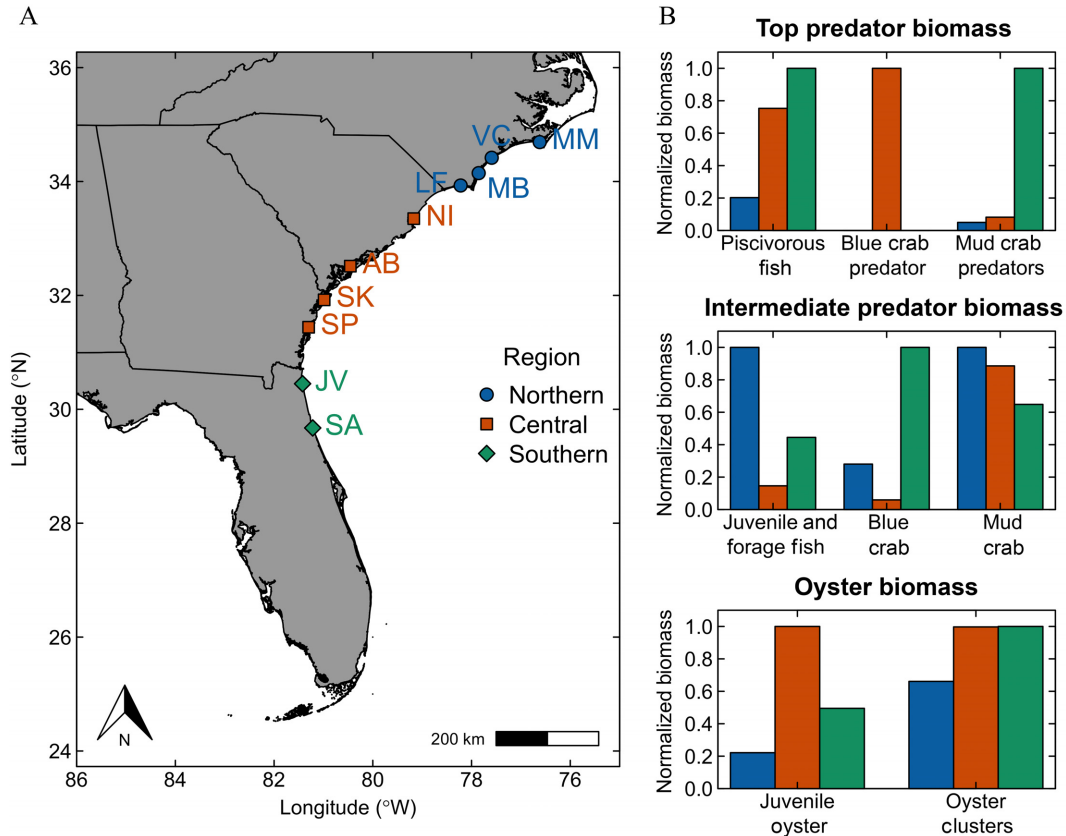 A
36
34
32
30
28
26
24
86
84
82
80
78
76
Latitude (°N)
Longitude (°W)
VC
MM
LF
MB
NI
AB
SK
SP
JV
SA
Region
Northern
Central
Southern
N
200 km
B
Top predator biomass
Normalized biomass
1.0
0.8
0.6
0.4
0.2
0.0
Piscivorous
fish
Blue crab
predator
Mud crab
predators
Intermediate predator biomass
Normalized biomass
1.0
0.8
0.6
0.4
0.2
0.0
Juvenile and
forage fish
Blue
crab
Mud
crab
Oyster biomass
Normalized biomass
1.0
0.8
0.6
0.4
0.2
0.0
Juvenile
oyster
Oyster
clusters